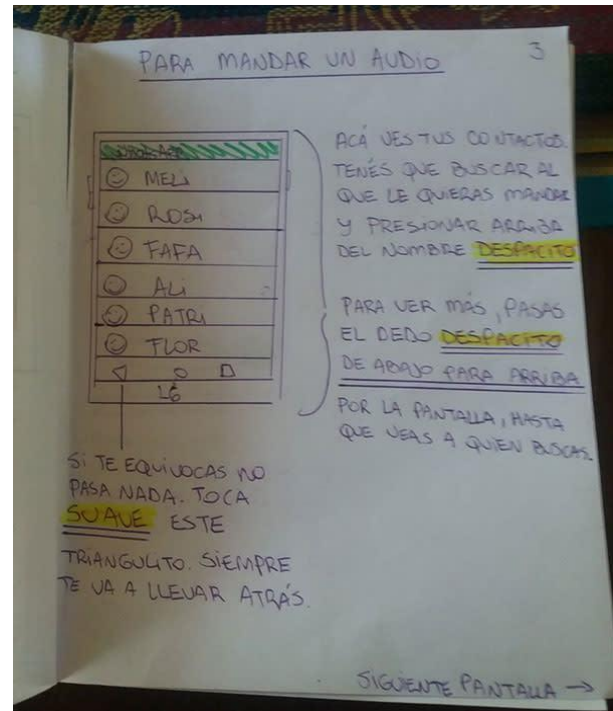 PARA MANDAR UN AUDIO
3
MELi
ROSi
FAFA
ALi
PATRi
FLOR
LG
ACÁ VES TUS CONTACTOS.
TENÉS QUE BUSCAR AL
QUE LE QUIERAS MANDAR
Y PRESIONAR ARRIBA
DEL NOMBRE DESPACITO
PARA VER MÁS, PASAS
EL DEDO DESPACITO
DE ABAJO PARA ARRIBA
POR LA PANTALLA, HASTA
QUE VEAS A QUIEN BUSCAS.
Si TE EQUIVOCAS NO
PASA NADA. TOCA
SUAVE ESTE
TRIANGULITO. SIEMPRE
TE VA A LLEVAR ATRÁS.
SIGUIENTE PANTALLA →